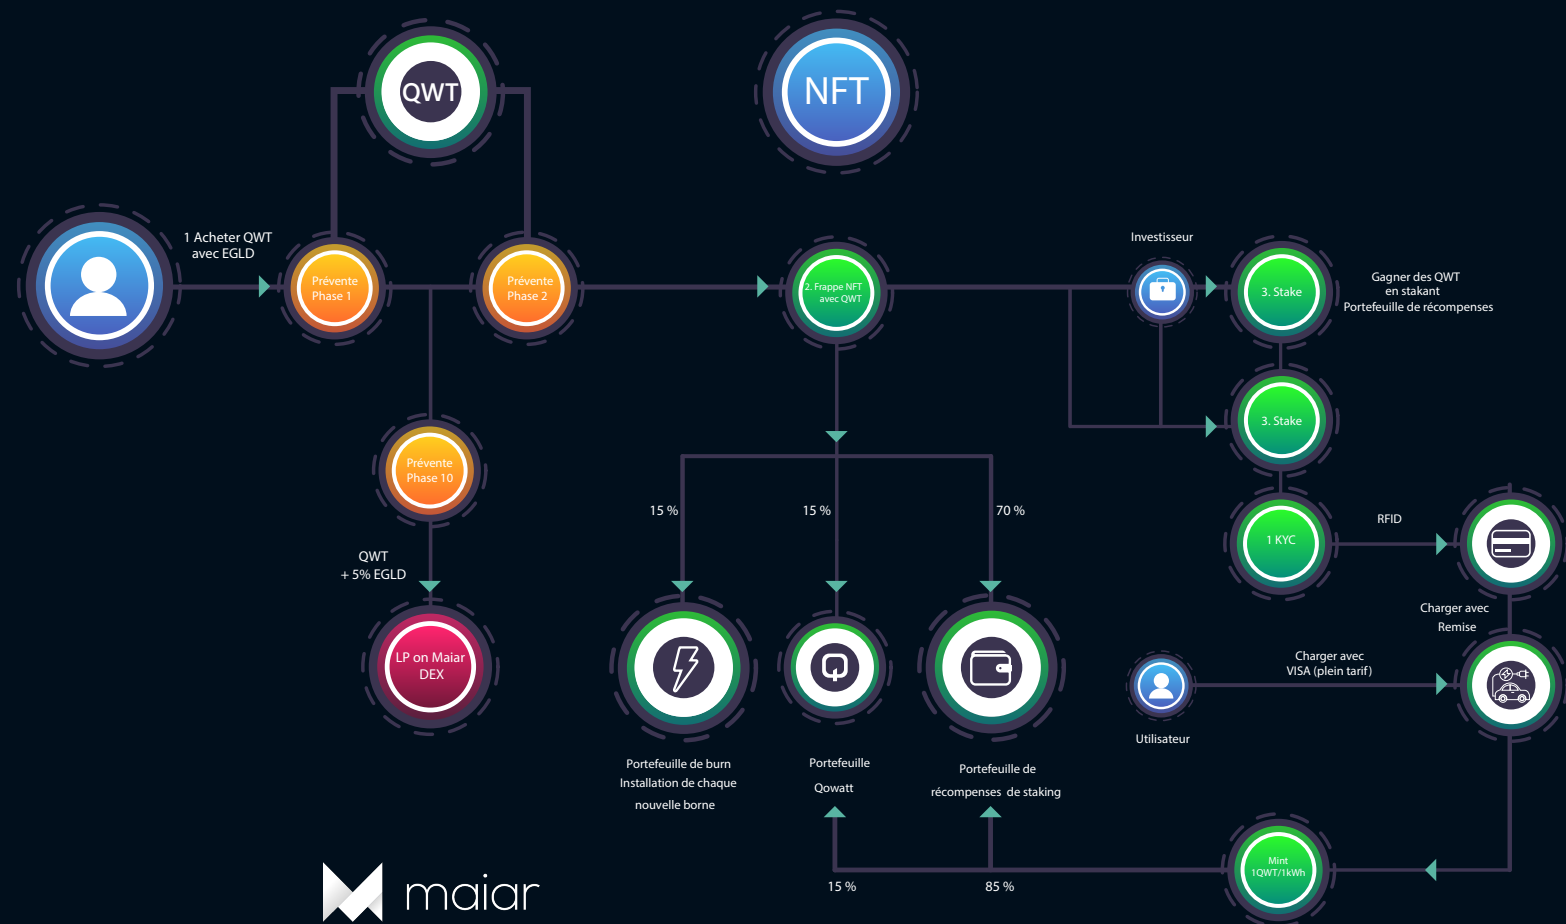 QWT
NFT
1 Acheter QWT
avec EGLD
Prévente
Phase 1
Prévente
Phase 2
2. Frappe NFT
avec QWT
Investisseur
3. Stake
Gagner des QWT
en stakant
Portefeuille de récompenses
3. Stake
Prévente
Phase 10
15 %
15 %
70 %
1 KYC
RFID
QWT
+ 5% EGLD
Charger avec
Remise
LP on Maiar
DEX
Q
Charger avec
VISA (plein tarif)
Utilisateur
Portefeuille de burn
Installation de chaque
nouvelle borne
Portefeuille
Qowatt
Portefeuille de
récompenses de staking
Mint
1QWT/1kWh
15 %
85 %
maiar